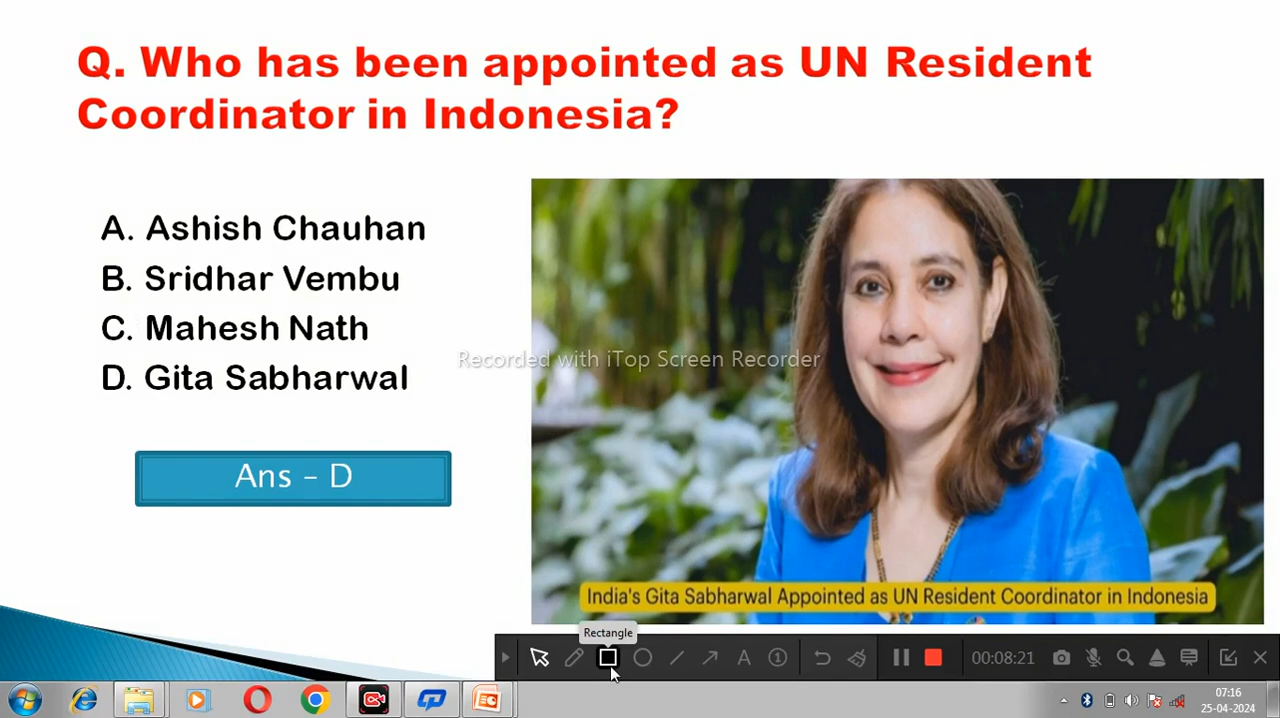 Q. Who has been appointed as UN Resident
Coordinator in Indonesia?
A. Ashish Chauhan
B. Sridhar Vembu
C. Mahesh Nath
D. Gita Sabharwal
Recorded with iTop Screen Recorder
Ans – D
India's Gita Sabharwal Appointed as UN Resident Coordinator in Indonesia
Rectangle
A
1
00:08:21
07:16
25-04-2024